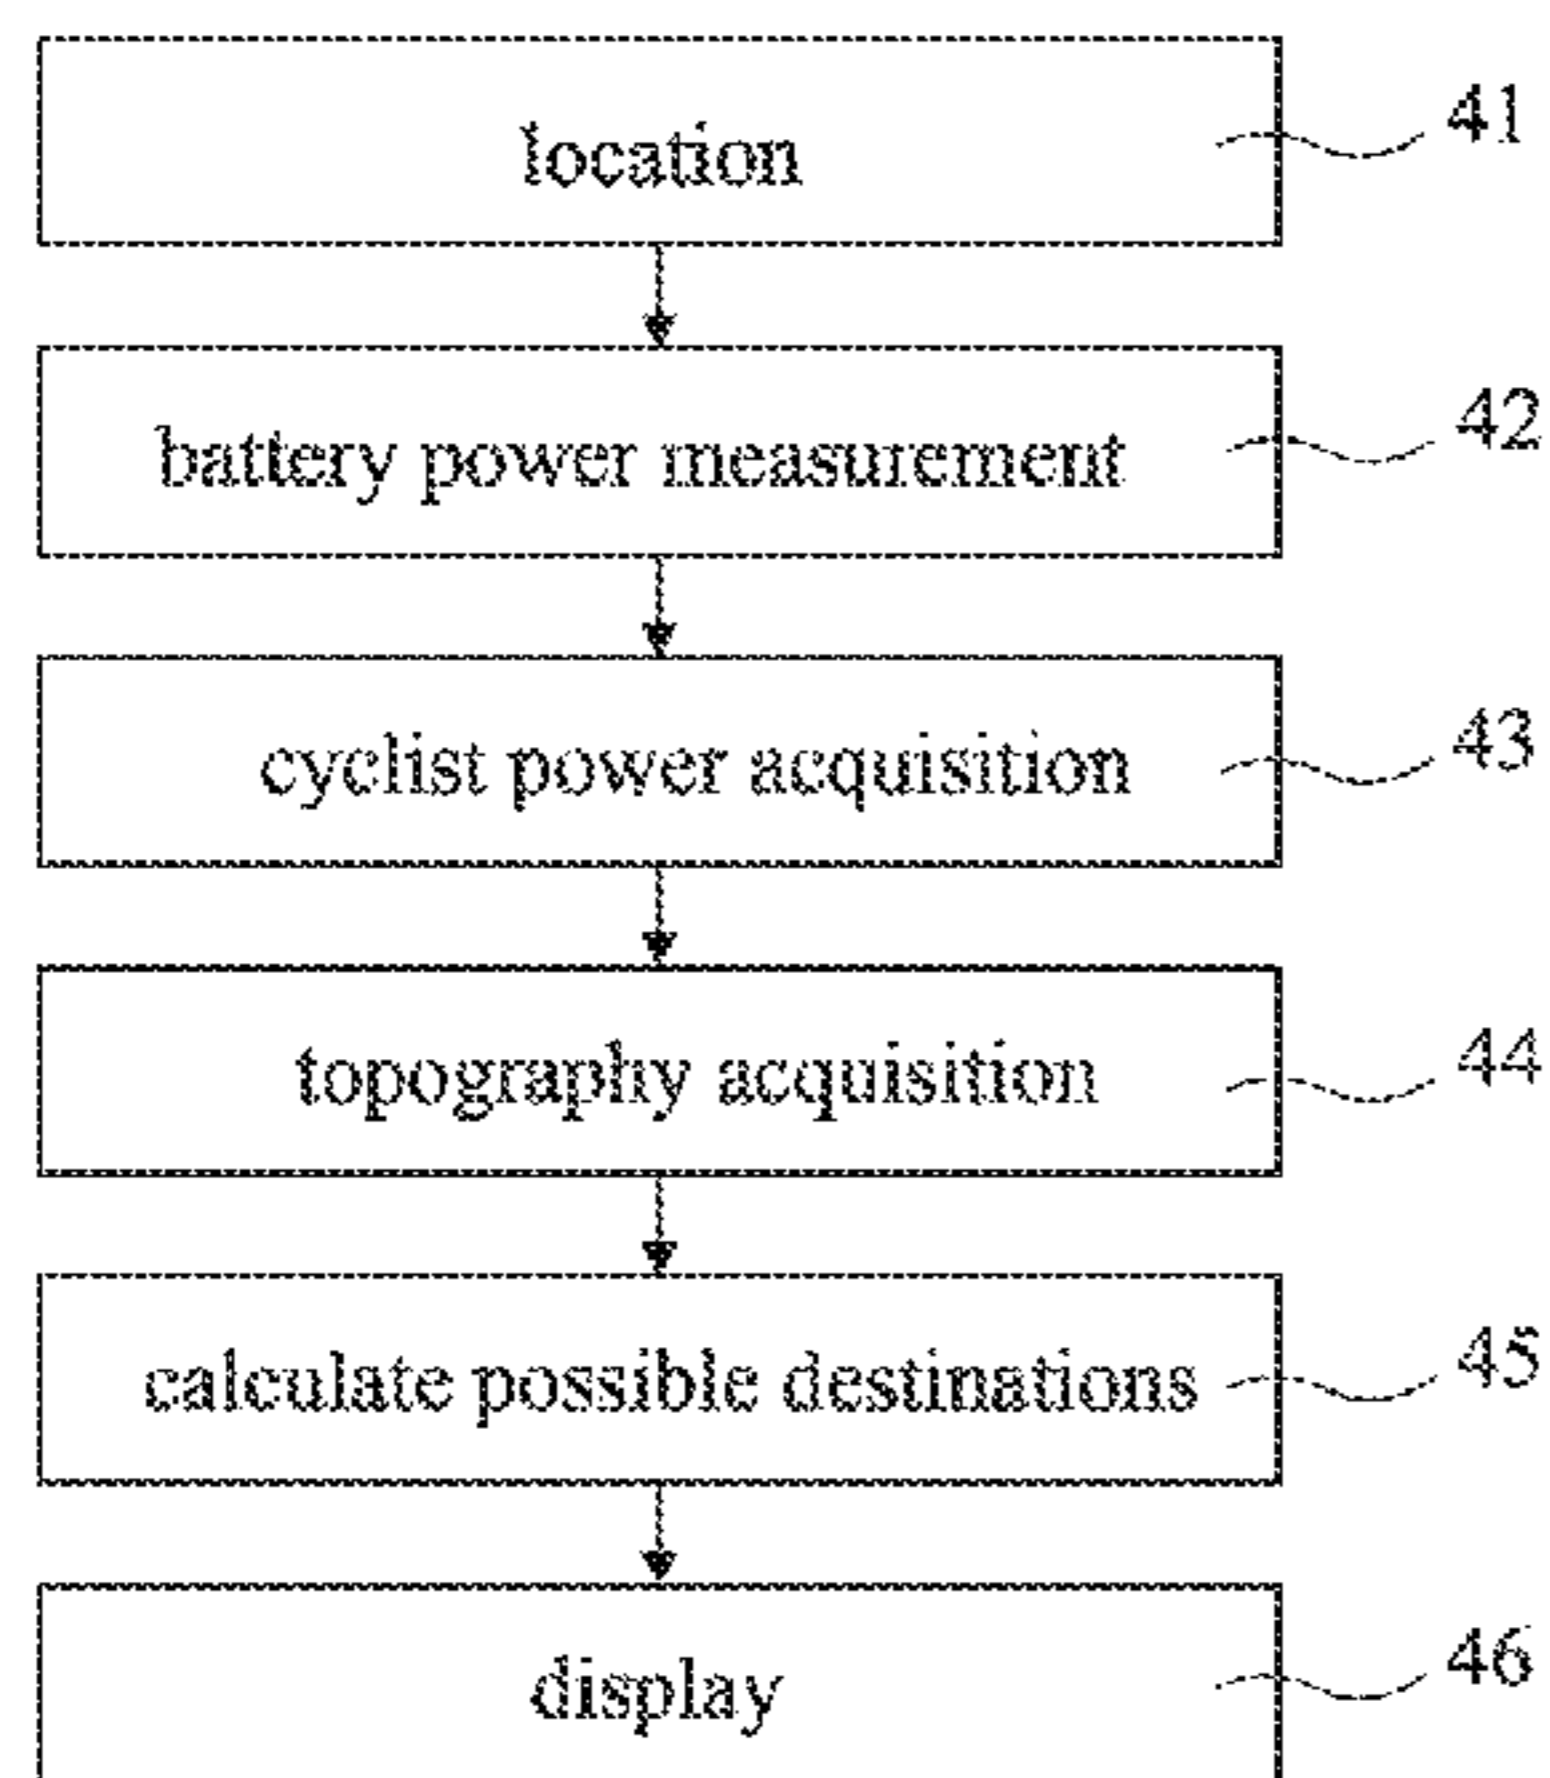 location 41
battery power measurement 42
cyclist power acquisition 43
topography acquisition 44
calculate possible destinations 45
display 46